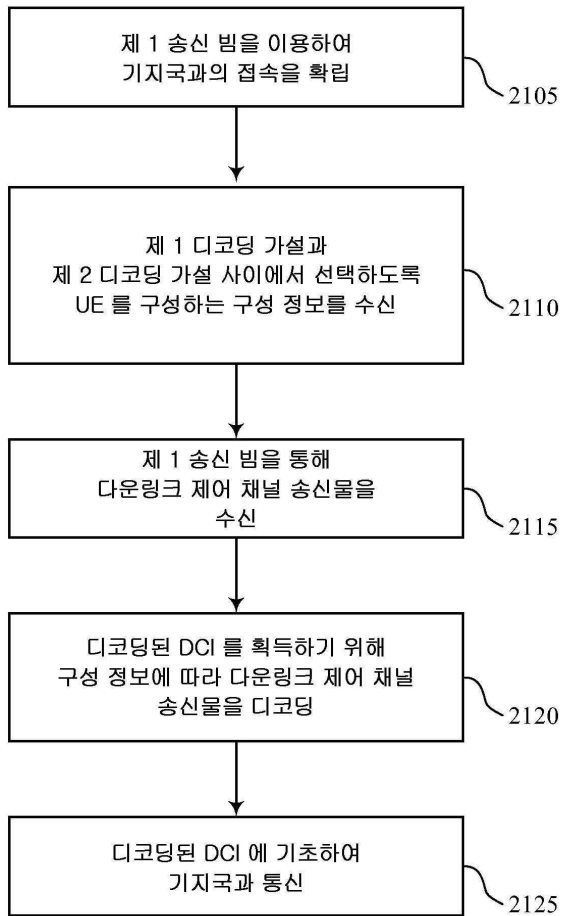 제 1 송신 빔을 이용하여
기지국과의 접속을 확립
2105
제 1 디코딩 가설과
제 2 디코딩 가설 사이에서 선택하도록
UE 를 구성하는 구성 정보를 수신
2110
제 1 송신 빔을 통해
다운링크 제어 채널 송신물을
수신
2115
디코딩된 DCI 를 획득하기 위해
구성 정보에 따라 다운링크 제어 채널
송신물을 디코딩
2120
디코딩된 DCI 에 기초하여
기지국과 통신
2125